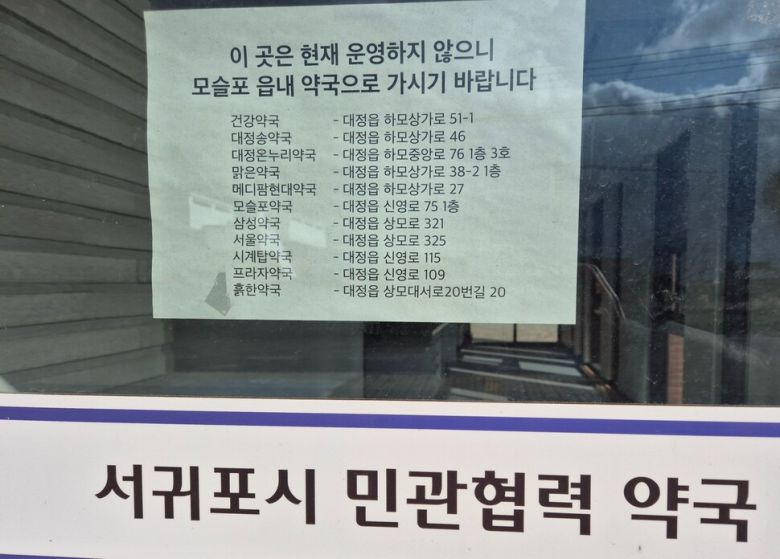 이 곳은 현재 운영하지 않으니
모슬포 읍내 약국으로 가시기 바랍니다
건강약국 - 대정읍 하모상가로 51-1
대정송약국 - 대정읍 하모상가로 46
대정온누리약국 - 대정읍 하모중앙로 76 1층 3호
맑은약국 - 대정읍 하모상가로 38-2 1층
메디팜현대약국 - 대정읍 하모상가로 27
모슬포약국 - 대정읍 신영로 75 1층
삼성약국 - 대정읍 상모로 321
서울약국 - 대정읍 상모로 325
시계탑약국 - 대정읍 신영로 115
프라자약국 - 대정읍 신영로 109
흙한약국 - 대정읍 상모대서로20번길 20
서귀포시 민관협력 약국